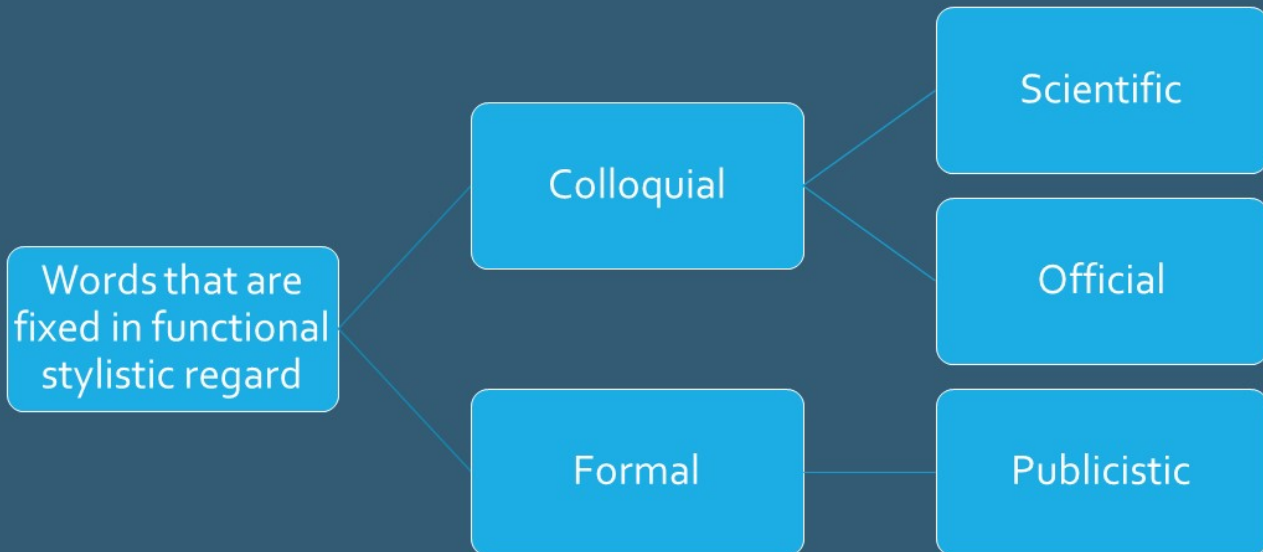 Words that are
fixed in functional
stylistic regard
Colloquial
Formal
Scientific
Official
Publicistic